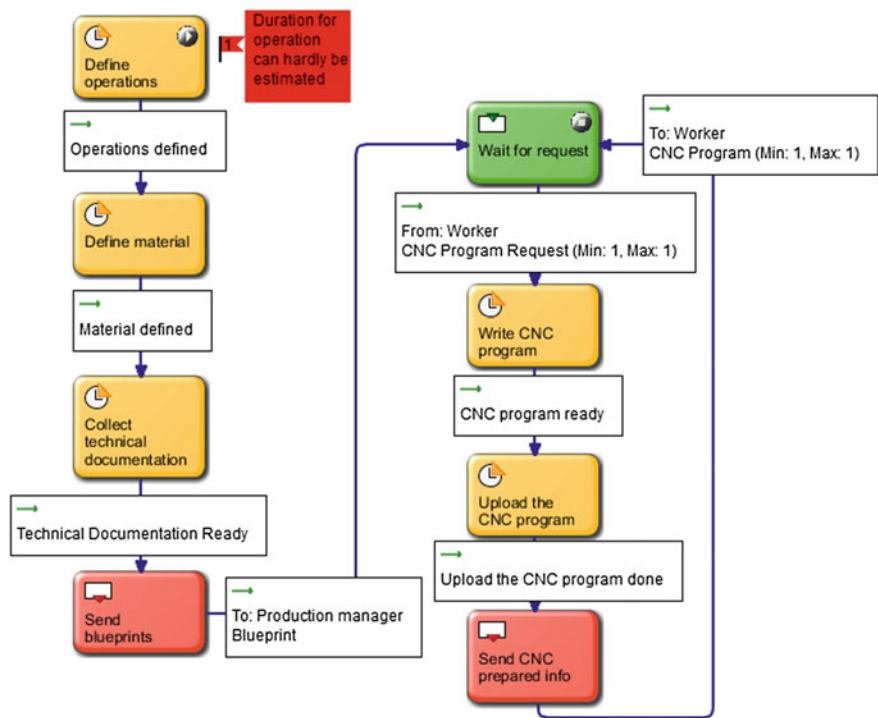 Define
operations
1
Duration for
operation
can hardly be
estimated
Operations defined
Define material
Material defined
Collect
technical
documentation
Technical Documentation Ready
Send
blueprints
To: Production manager
Blueprint
Wait for request
To: Worker
CNC Program (Min: 1, Max: 1)
From: Worker
CNC Program Request (Min: 1, Max: 1)
Write CNC
program
CNC program ready
Upload the
CNC program
Upload the CNC program done
Send CNC
prepared info